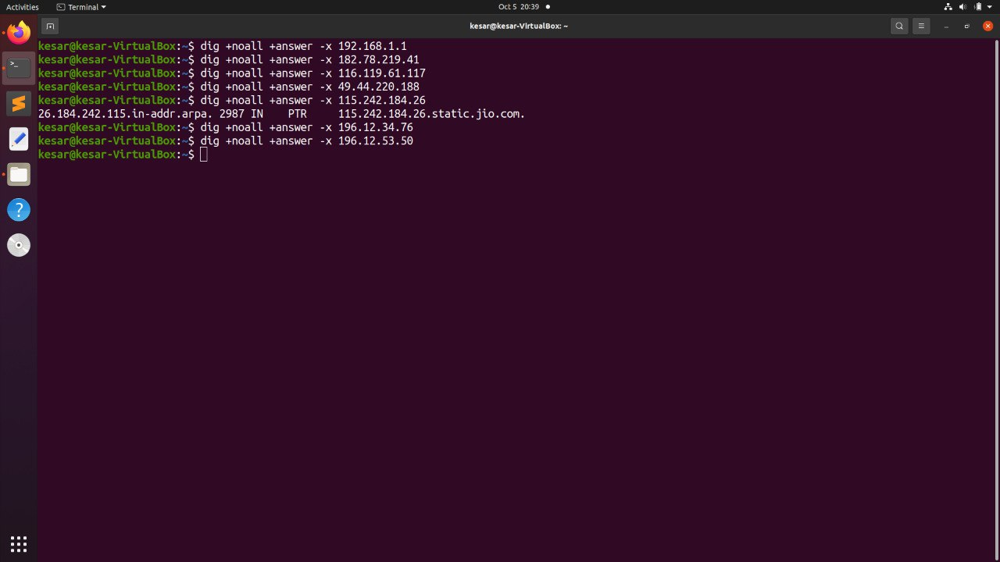 Activities
Terminal
Oct 5 20:39
kesar@kesar-VirtualBox: ~
kesar@kesar-VirtualBox:~$ dig +noall +answer -x 192.168.1.1
kesar@kesar-VirtualBox:~$ dig +noall +answer -x 182.78.219.41
kesar@kesar-VirtualBox:~$ dig +noall +answer -x 116.119.61.117
kesar@kesar-VirtualBox:~$ dig +noall +answer -x 49.44.220.188
kesar@kesar-VirtualBox:~$ dig +noall +answer -x 115.242.184.26
26.184.242.115.in-addr.arpa. 2987 IN    PTR     115.242.184.26.static.jio.com.
kesar@kesar-VirtualBox:~$ dig +noall +answer -x 196.12.34.76
kesar@kesar-VirtualBox:~$ dig +noall +answer -x 196.12.53.50
kesar@kesar-VirtualBox:~$